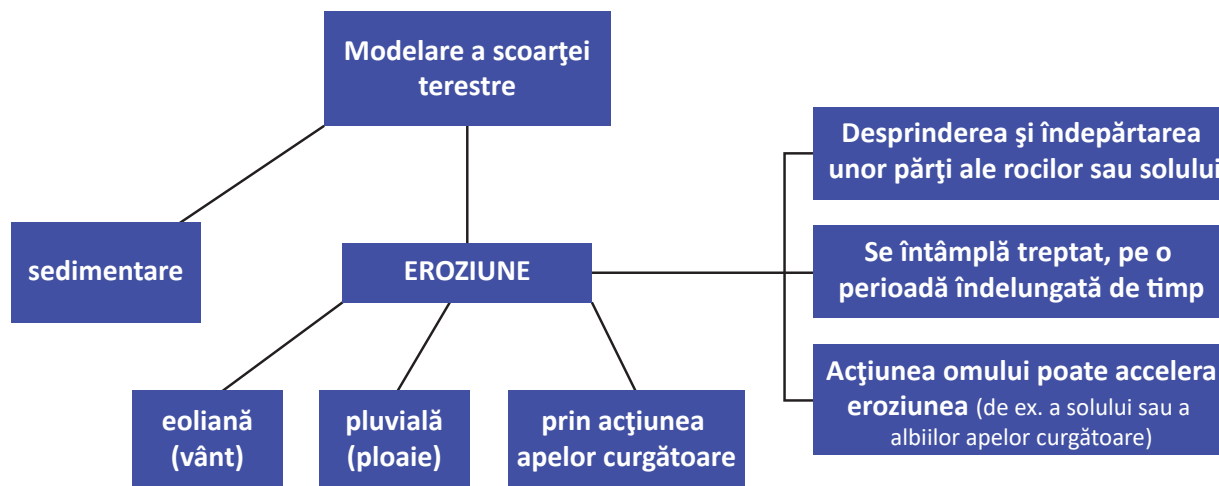 Modelare a scoarţei
terestre
sedimentare
EROZIUNE
eoliană
(vânt)
pluvială
(ploaie)
prin acţiunea
apelor curgătoare
Desprinderea şi îndepărtarea
unor părţi ale rocilor sau solului
Se întâmplă treptat, pe o
perioadă îndelungată de timp
Acţiunea omului poate accelera
eroziunea (de ex. a solului sau a
albiilor apelor curgătoare)